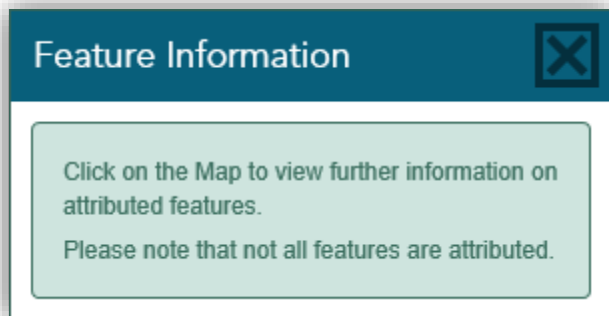 Feature Information
Click on the Map to view further information on
attributed features.
Please note that not all features are attributed.